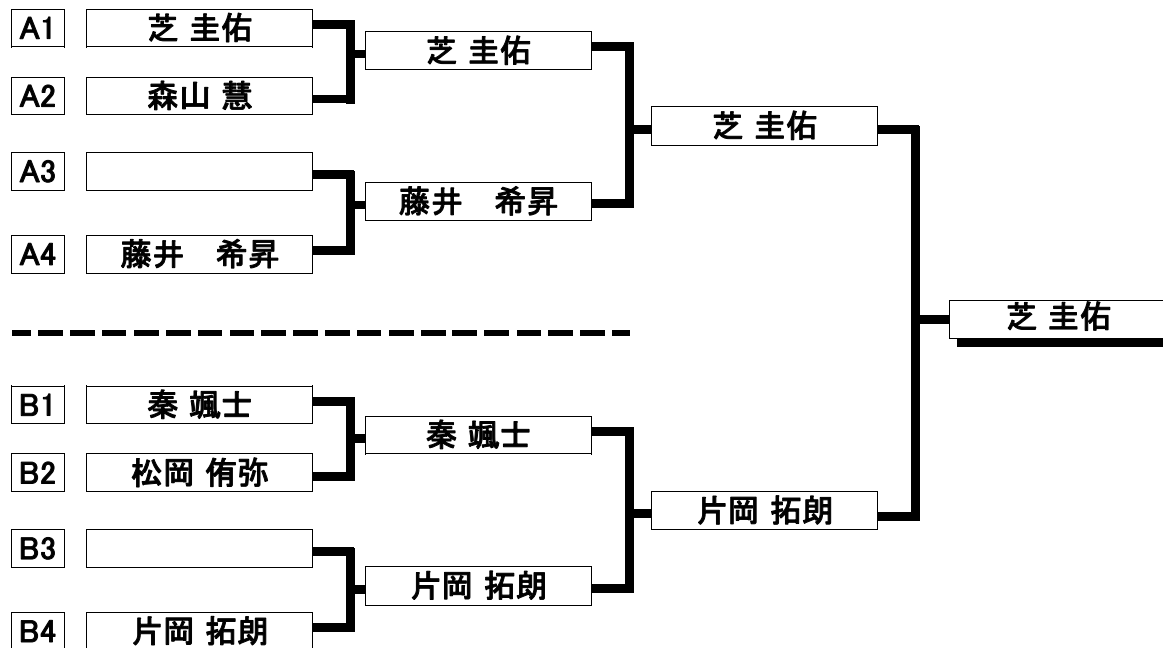 A1 芝 圭佑
A2 森山 慧
芝 圭佑
A3
A4 藤井　希昇
藤井　希昇
芝 圭佑
芝 圭佑
B1 秦 颯士
B2 松岡 侑弥
秦 颯士
B3
B4 片岡 拓朗
片岡 拓朗
片岡 拓朗